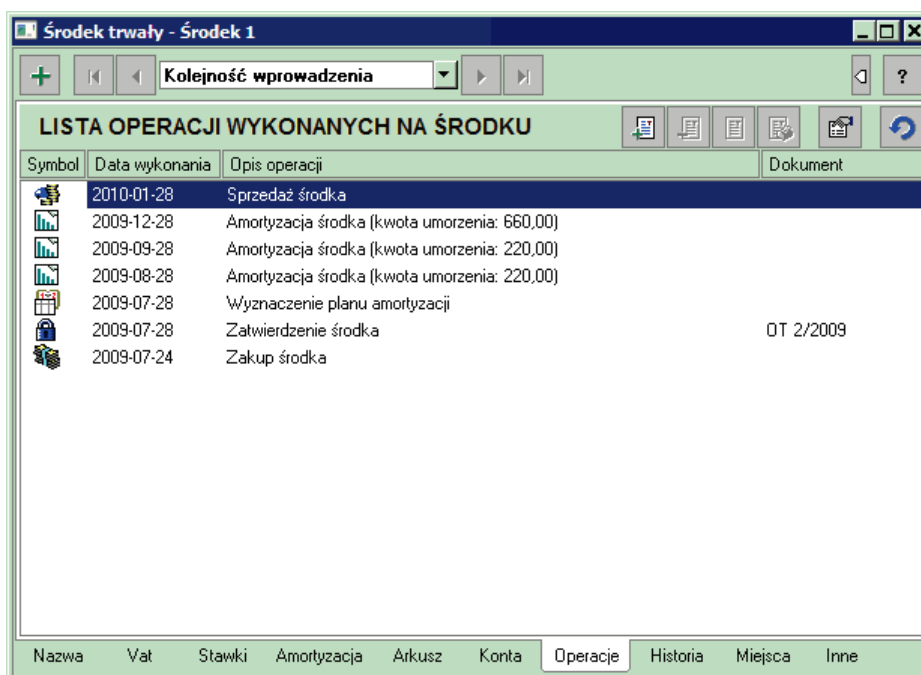 Środek trwały - Środek 1
Kolejność wprowadzenia ?
LISTA OPERACJI WYKONANYCH NA ŚRODKU
Symbol Data wykonania Opis operacji Dokument
2010-01-28 Sprzedaż środka
2009-12-28 Amortyzacja środka (kwota umorzenia: 660,00)
2009-09-28 Amortyzacja środka (kwota umorzenia: 220,00)
2009-08-28 Amortyzacja środka (kwota umorzenia: 220,00)
2009-07-28 Wyznaczenie planu amortyzacji
2009-07-28 Zatwierdzenie środka OT 2/2009
2009-07-24 Zakup środka
Nazwa Vat Stawki Amortyzacja Arkusz Konta Operacje Historia Miejsca Inne